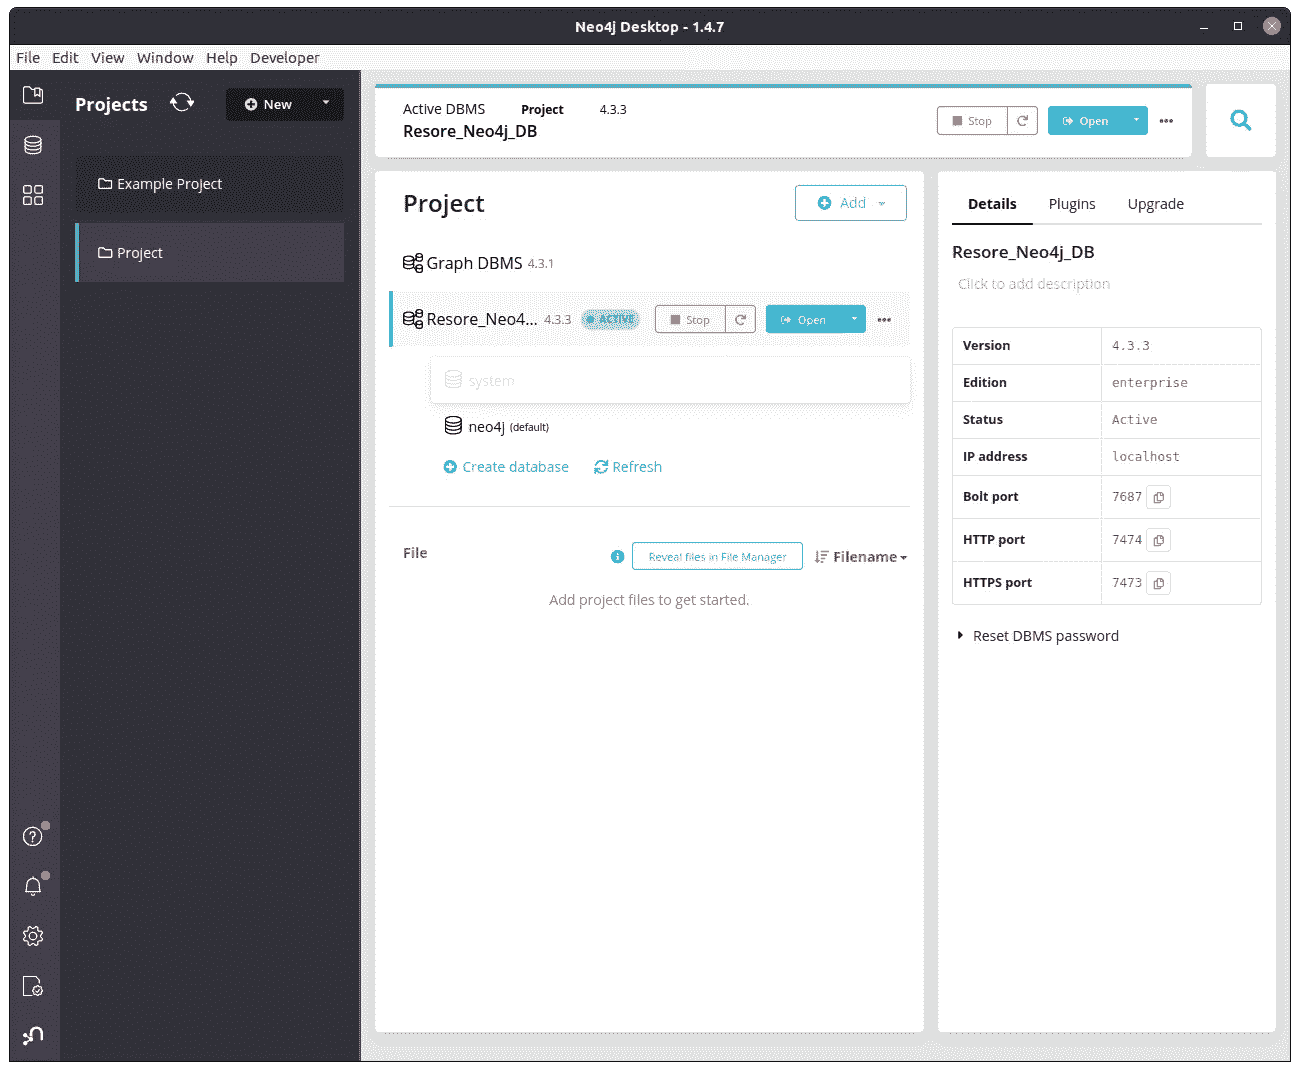 Neo4j Desktop - 1.4.7
File Edit View Window Help Developer
Projects
New
Example Project
Project
Active DBMS Project 4.3.3
Resore_Neo4j_DB
Stop
Open
Project
Add
Graph DBMS 4.3.1
Resore_Neo4... 4.3.3 ACTIVE Stop Open
system
neo4j (default)
Create database Refresh
File
Reveal files in File Manager
Filename
Add project files to get started.
Details Plugins Upgrade
Resore_Neo4j_DB
Click to add description
Version 4.3.3
Edition enterprise
Status Active
IP address localhost
Bolt port 7687
HTTP port 7474
HTTPS port 7473
Reset DBMS password